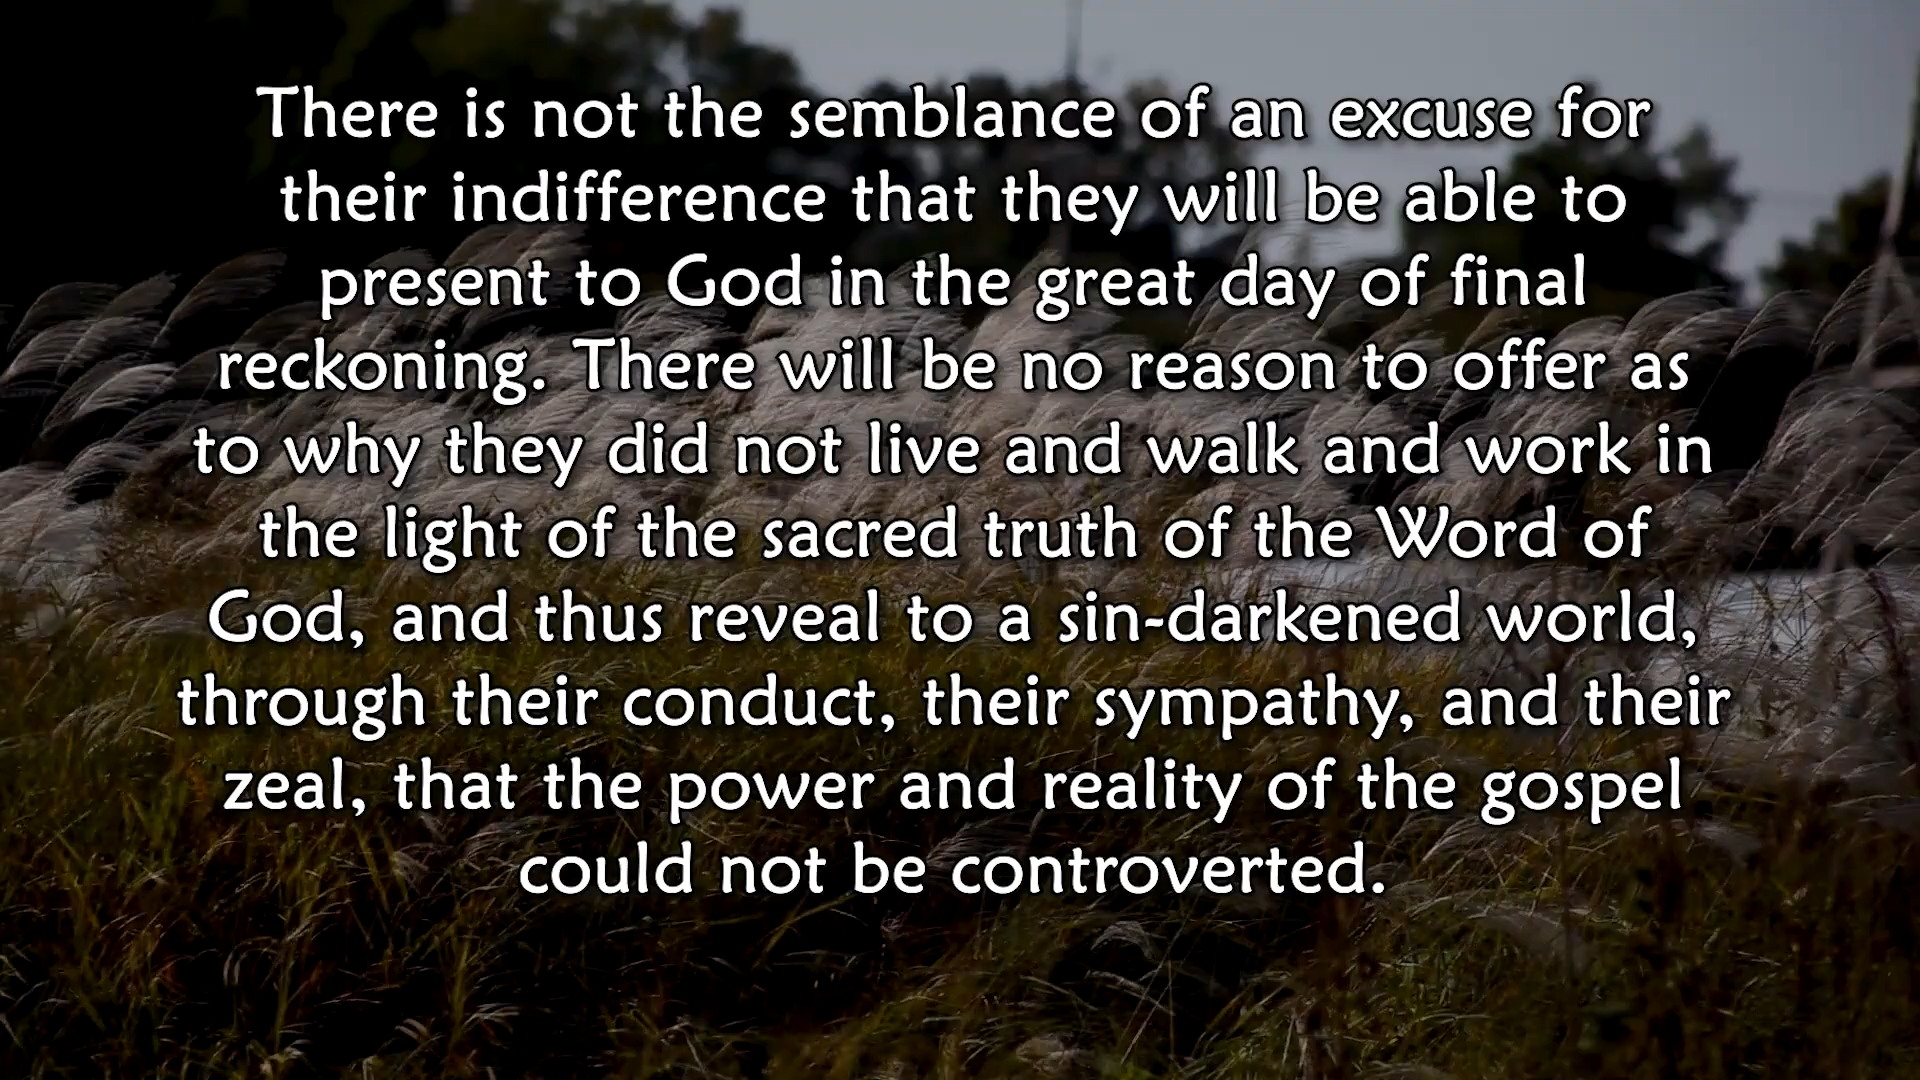 There is not the semblance of an excuse for
their indifference that they will be able to
present to God in the great day of final
reckoning. There will be no reason to offer as
to why they did not live and walk and work in
the light of the sacred truth of the Word of
God, and thus reveal to a sin-darkened world,
through their conduct, their sympathy, and their
zeal, that the power and reality of the gospel
could not be controverted.